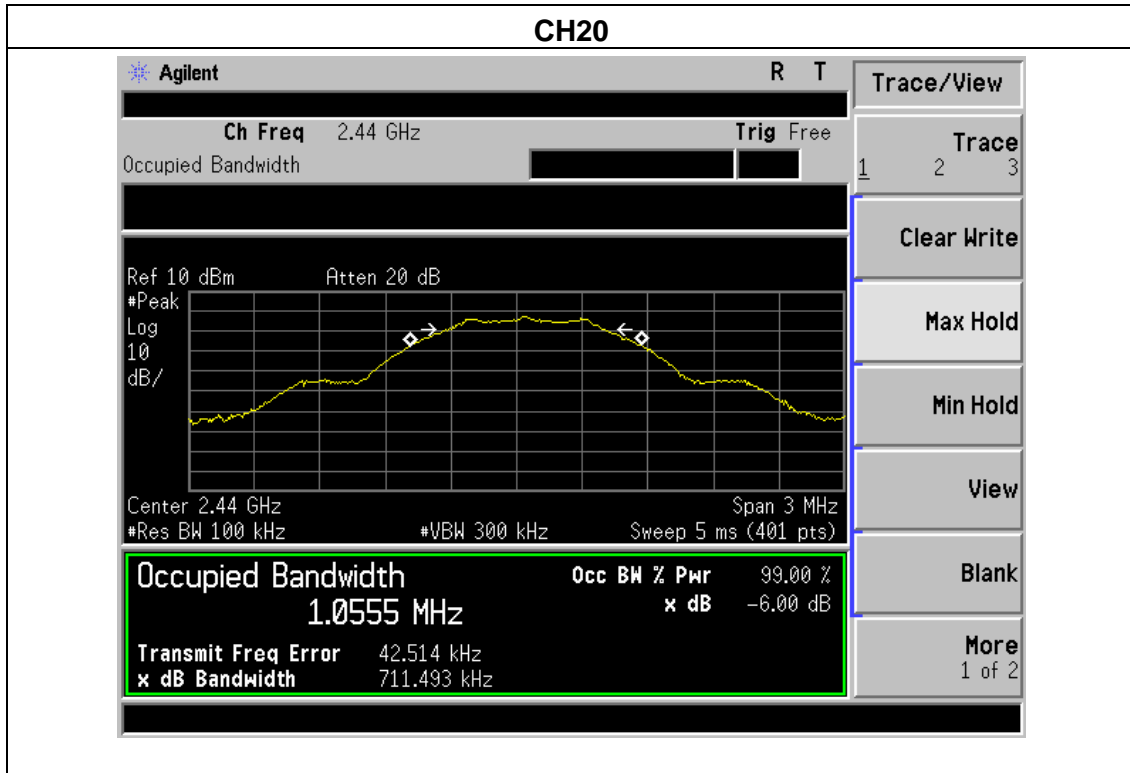 CH20
Agilent R T
Trace/View
Ch Freq 2.44 GHz Trig Free
Occupied Bandwidth
Trace
1 2 3
Clear Write
Max Hold
Min Hold
View
Blank
More
1 of 2
Ref 10 dBm Atten 20 dB
#Peak
Log
10
dB/
Center 2.44 GHz Span 3 MHz
#Res BW 100 kHz #VBW 300 kHz Sweep 5 ms (401 pts)
Occupied Bandwidth Occ BW % Pwr 99.00 %
1.0555 MHz x dB -6.00 dB
Transmit Freq Error 42.514 kHz
x dB Bandwidth 711.493 kHz